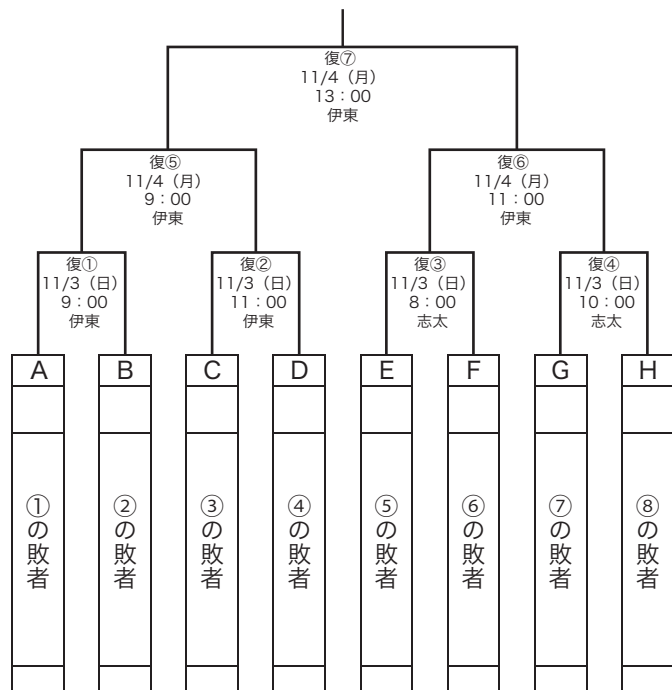 復⑦
11/4（月）
13：00
伊東
復⑤
11/4（月）
9：00
伊東
復⑥
11/4（月）
11：00
伊東
復①
11/3（日）
9：00
伊東
復②
11/3（日）
11：00
伊東
復③
11/3（日）
8：00
志太
復④
11/3（日）
10：00
志太
A
B
C
D
E
F
G
H
①の敗者
②の敗者
③の敗者
④の敗者
⑤の敗者
⑥の敗者
⑦の敗者
⑧の敗者